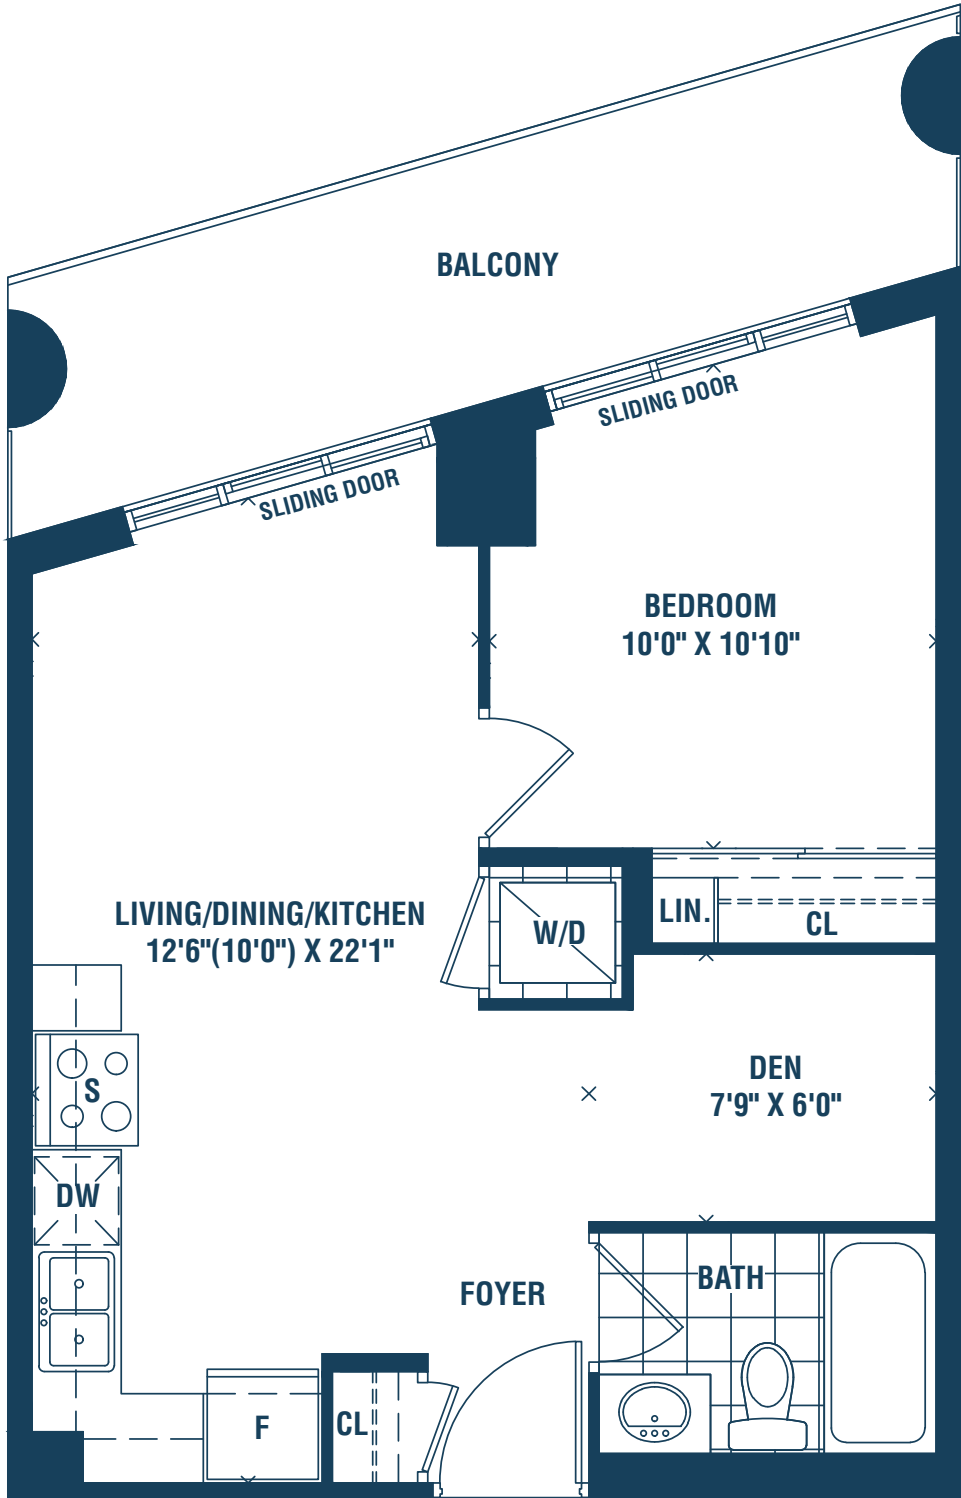 BALCONY
SLIDING DOOR
SLIDING DOOR
BEDROOM
10'0" X 10'10"
LIVING/DINING/KITCHEN
12'6"(10'0") X 22'1"
W/D
LIN.
CL
S
DEN
7'9" X 6'0"
DW
FOYER
BATH
F
CL